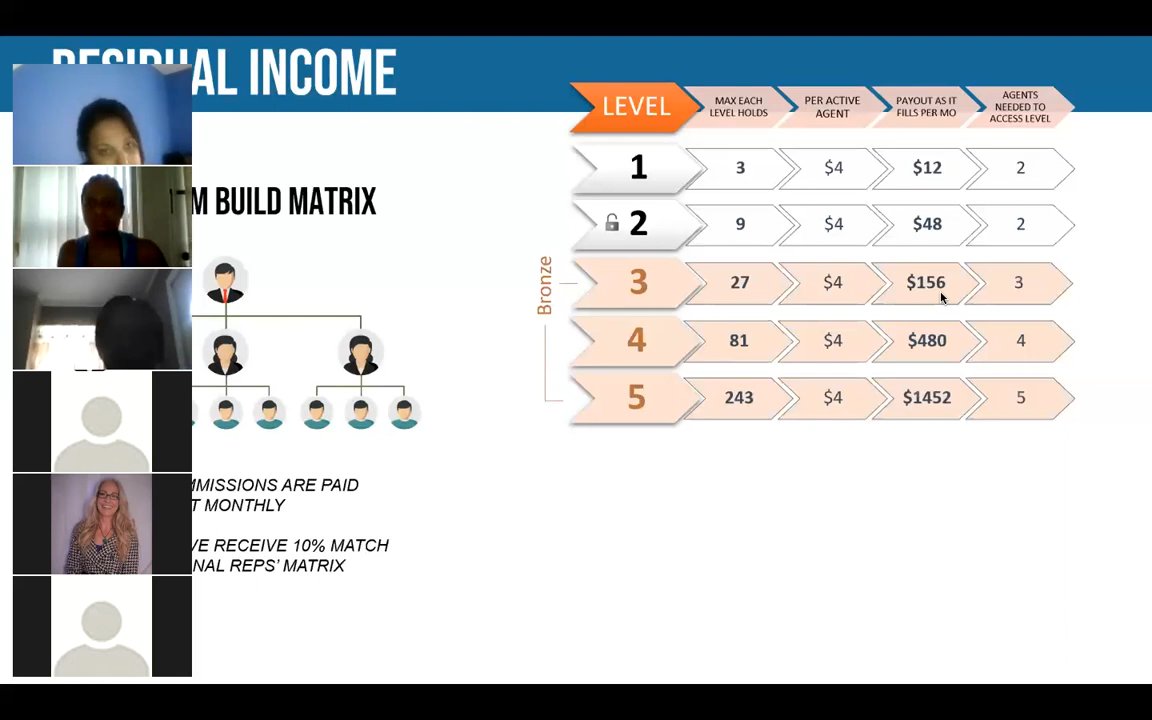 RESIDUAL INCOME
M BUILD MATRIX
MMISSIONS ARE PAID
T MONTHLY
VE RECEIVE 10% MATCH
NAL REPS' MATRIX
LEVEL
MAX EACH
LEVEL HOLDS
PER ACTIVE
AGENT
PAYOUT AS IT
FILLS PER MO
AGENTS
NEEDED TO
ACCESS LEVEL
1 3 $4 $12 2
2 9 $4 $48 2
Bronze
3 27 $4 $156 3
4 81 $4 $480 4
5 243 $4 $1452 5